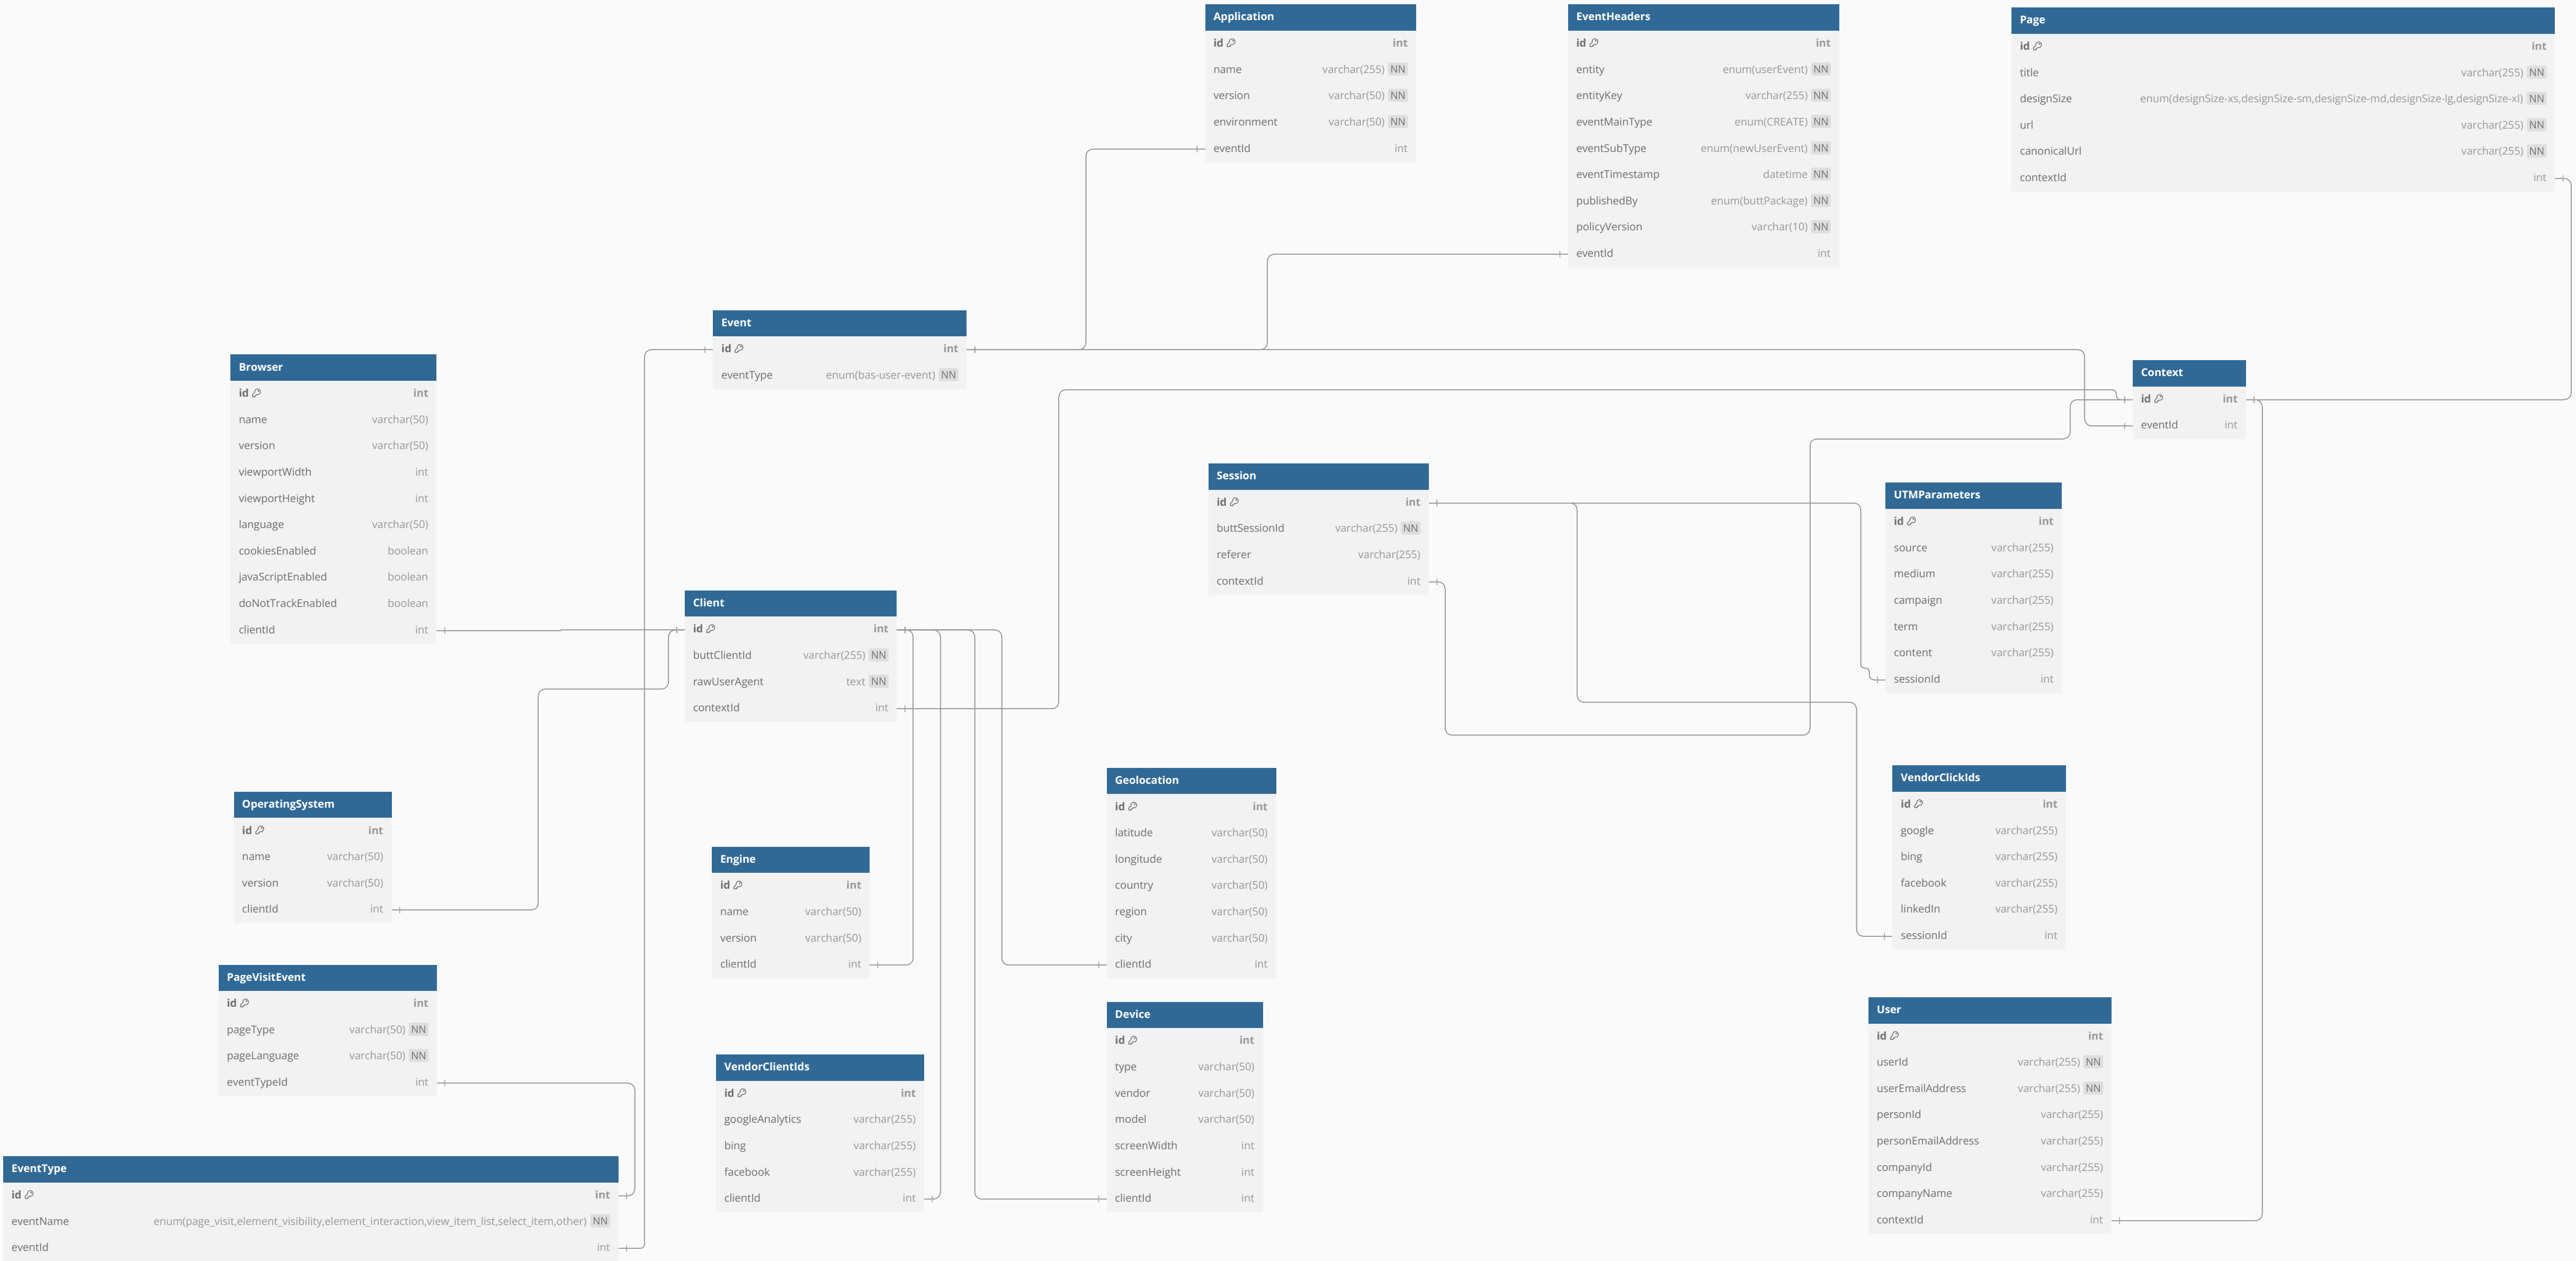 Application
id int
name varchar(255) NN
version varchar(50) NN
environment varchar(50) NN
eventId int
EventHeaders
id int
entity enum(userEvent) NN
entityKey varchar(255) NN
eventMainType enum(CREATE) NN
eventSubType enum(newUserEvent) NN
eventTimestamp datetime NN
publishedBy enum(buttPackage) NN
policyVersion varchar(10) NN
eventId int
Page
id int
title varchar(255) NN
designSize enum(designSize-xs,designSize-sm,designSize-md,designSize-lg,designSize-xl) NN
url varchar(255) NN
canonicalUrl varchar(255) NN
contextId int
Event
id int
eventType enum(bas-user-event) NN
Browser
id int
name varchar(50)
version varchar(50)
viewportWidth int
viewportHeight int
language varchar(50)
cookiesEnabled boolean
javaScriptEnabled boolean
doNotTrackEnabled boolean
clientId int
Context
id int
eventId int
Session
id int
buttSessionId varchar(255) NN
referer varchar(255)
contextId int
UTMParameters
id int
source varchar(255)
medium varchar(255)
campaign varchar(255)
term varchar(255)
content varchar(255)
sessionId int
Client
id int
buttClientId varchar(255) NN
rawUserAgent text NN
contextId int
Geolocation
id int
latitude varchar(50)
longitude varchar(50)
country varchar(50)
region varchar(50)
city varchar(50)
clientId int
VendorClickIds
id int
google varchar(255)
bing varchar(255)
facebook varchar(255)
linkedIn varchar(255)
sessionId int
OperatingSystem
id int
name varchar(50)
version varchar(50)
clientId int
Engine
id int
name varchar(50)
version varchar(50)
clientId int
PageVisitEvent
id int
pageType varchar(50) NN
pageLanguage varchar(50) NN
eventTypeId int
Device
id int
type varchar(50)
vendor varchar(50)
model varchar(50)
screenWidth int
screenHeight int
clientId int
User
id int
userId varchar(255) NN
userEmailAddress varchar(255) NN
personId varchar(255)
personEmailAddress varchar(255)
companyId varchar(255)
companyName varchar(255)
contextId int
VendorClientIds
id int
googleAnalytics varchar(255)
bing varchar(255)
facebook varchar(255)
clientId int
EventType
id int
eventName enum(page_visit,element_visibility,element_interaction,view_item_list,select_item,other) NN
eventId int